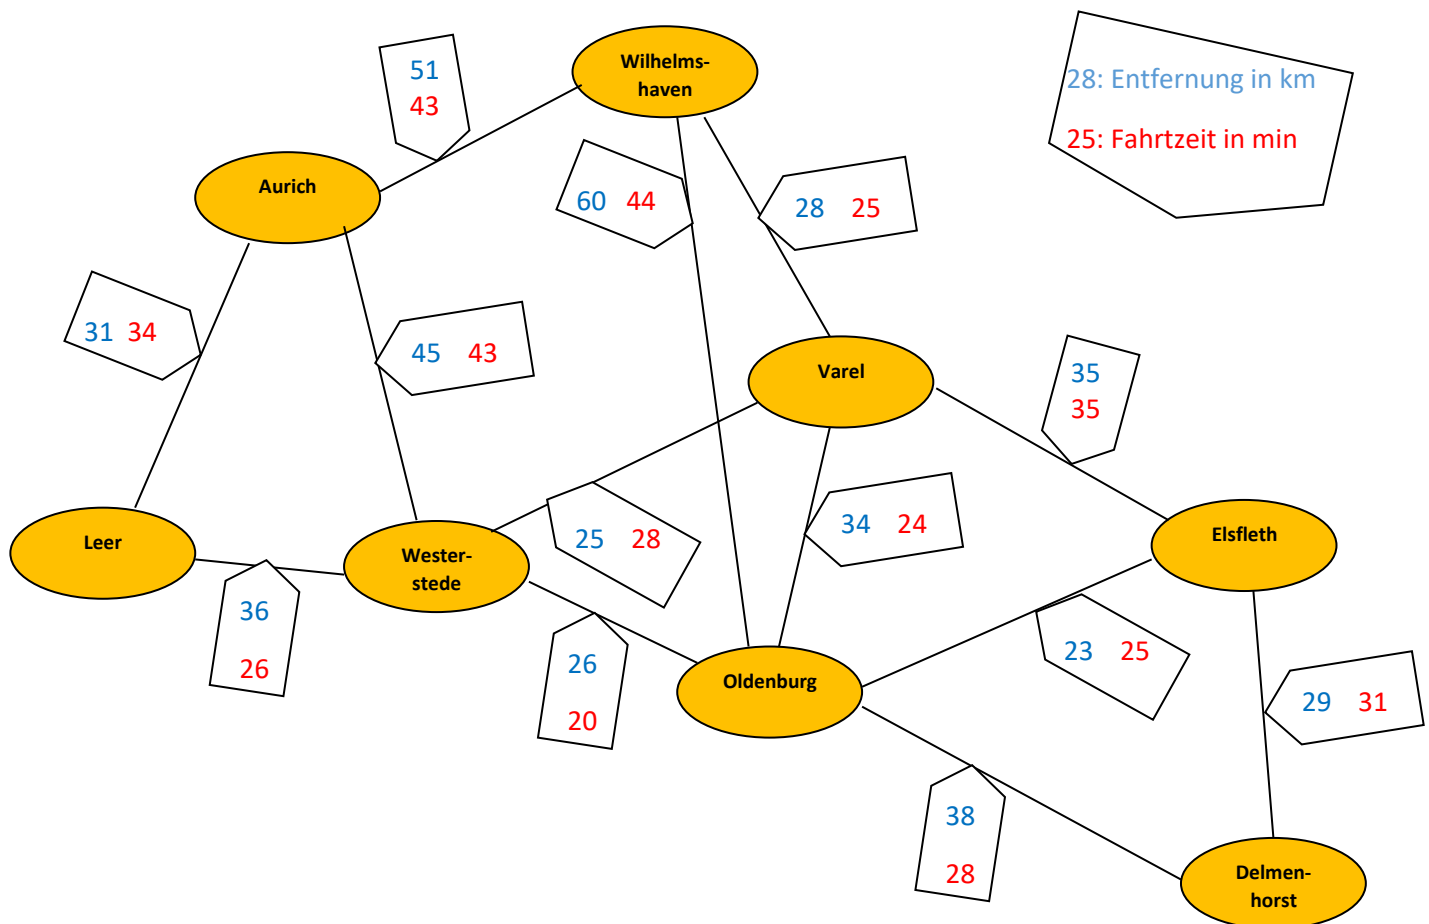 51
43
Wilhelms-
haven
28: Entfernung in km
25: Fahrtzeit in min
Aurich
60 44
28 25
31 34
45 43
Varel
35
35
Leer
Wester-
stede
25 28
34 24
Elsfleth
36
26
26
20
Oldenburg
23 25
29 31
38
28
Delmen-
horst